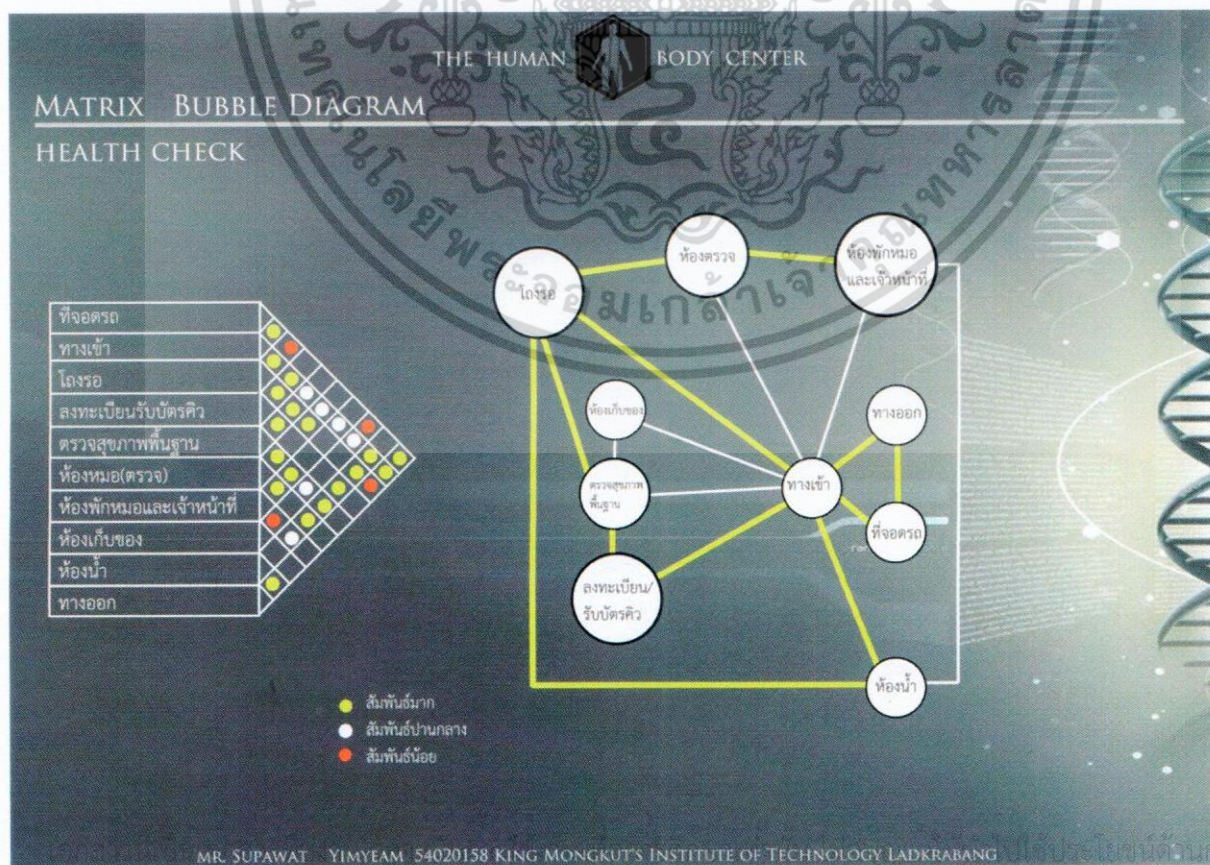 THE HUMAN BODY CENTER
MATRIX BUBBLE DIAGRAM
HEALTH CHECK
ที่จอดรถ
ทางเข้า
โถงรอ
ลงทะเบียนรับบัตรคิว
ตรวจสุขภาพพื้นฐาน
ห้องหมอ(ตรวจ)
ห้องพักหมอและเจ้าหน้าที่
ห้องเก็บของ
ห้องน้ำ
ทางออก
โถงรอ
ห้องตรวจ
ห้องพักหมอ
และเจ้าหน้าที่
ห้องเก็บของ
ทางออก
ตรวจสุขภาพ
พื้นฐาน
ทางเข้า
ที่จอดรถ
ลงทะเบียน/
รับบัตรคิว
ห้องน้ำ
สัมพันธ์มาก
สัมพันธ์ปานกลาง
สัมพันธ์น้อย
MR. SUPAWAT YIMYEAM 54020158 KING MONGKUT'S INSTITUTE OF TECHNOLOGY LADKRABANG